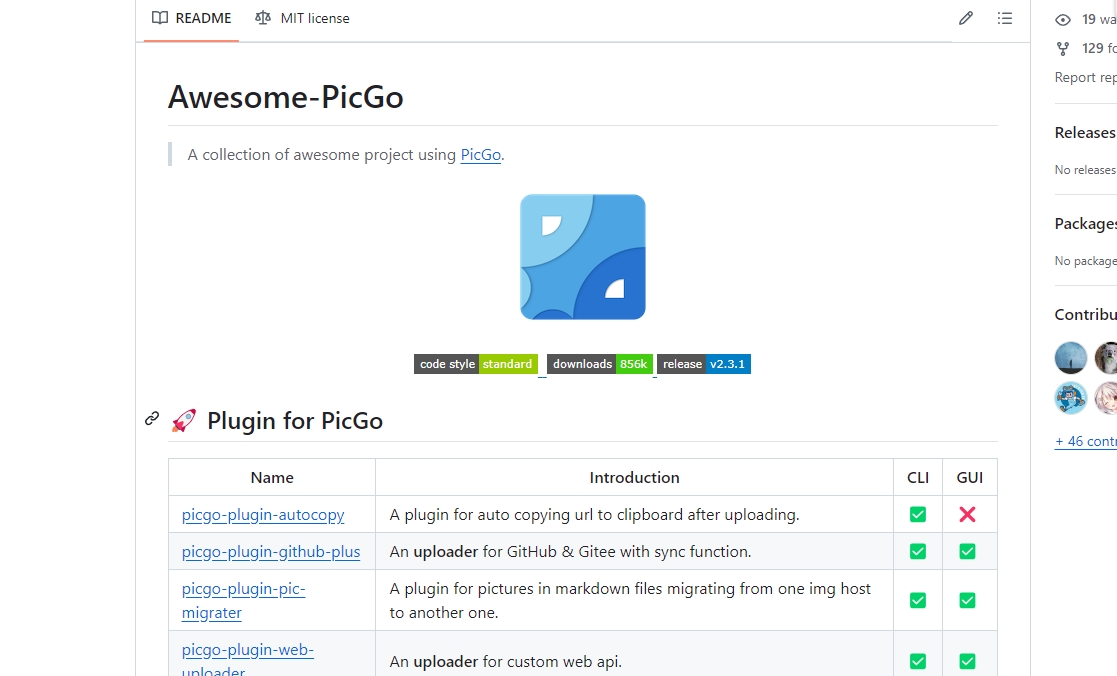 README
MIT license
19 wa
129 fo
Report rep
Awesome-PicGo
A collection of awesome project using PicGo.
Releases
No releases
Packages
No package
Contribu
+ 46 contr
code style standard
downloads 856k
release v2.3.1
Plugin for PicGo
Name Introduction CLI GUI
picgo-plugin-autocopy A plugin for auto copying url to clipboard after uploading.
picgo-plugin-github-plus An uploader for GitHub & Gitee with sync function.
picgo-plugin-pic-
migrater
A plugin for pictures in markdown files migrating from one img host
to another one.
picgo-plugin-web-
uploader
An uploader for custom web api.